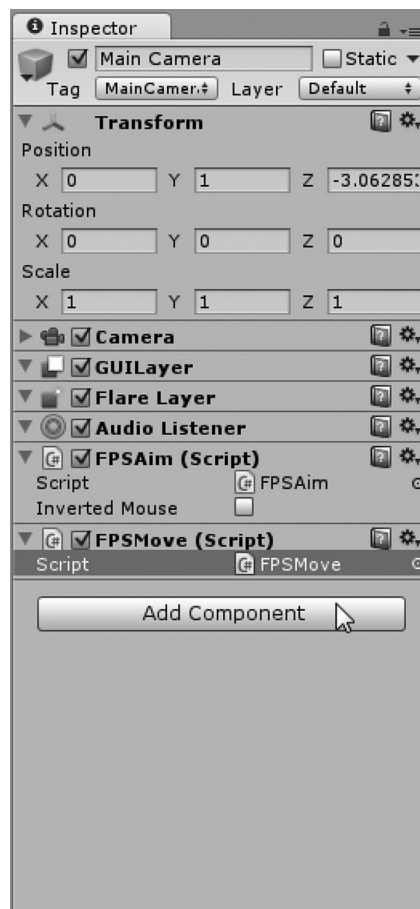 Inspector
Main Camera Static
Tag MainCamer Layer Default
Transform
Position
X 0 Y 1 Z -3.06285
Rotation
X 0 Y 0 Z 0
Scale
X 1 Y 1 Z 1
Camera
GUILayer
Flare Layer
Audio Listener
FPSAim (Script)
Script FPSAim
Inverted Mouse
FPSMove (Script)
Script FPSMove
Add Component